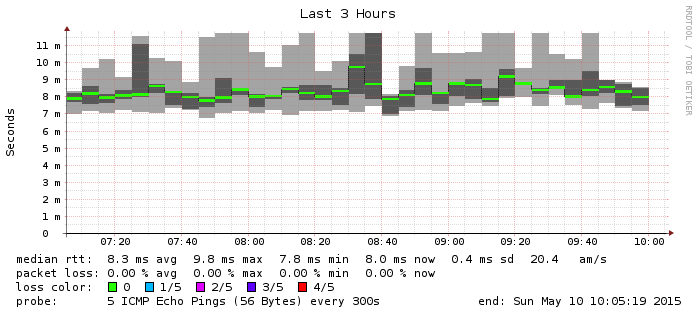 Last 3 Hours
RRDTOOL / TOBI OETIKER
Seconds
11 m
10 m
9 m
8 m
7 m
6 m
5 m
4 m
3 m
2 m
1 m
0
07:20 07:40 08:00 08:20 08:40 09:00 09:20 09:40 10:00
median rtt: 8.3 ms avg 9.8 ms max 7.8 ms min 8.0 ms now 0.4 ms sd 20.4 am/s
packet loss: 0.00 % avg 0.00 % max 0.00 % min 0.00 % now
loss color: 0 1/5 2/5 3/5 4/5
probe: 5 ICMP Echo Pings (56 Bytes) every 300s end: Sun May 10 10:05:19 2015